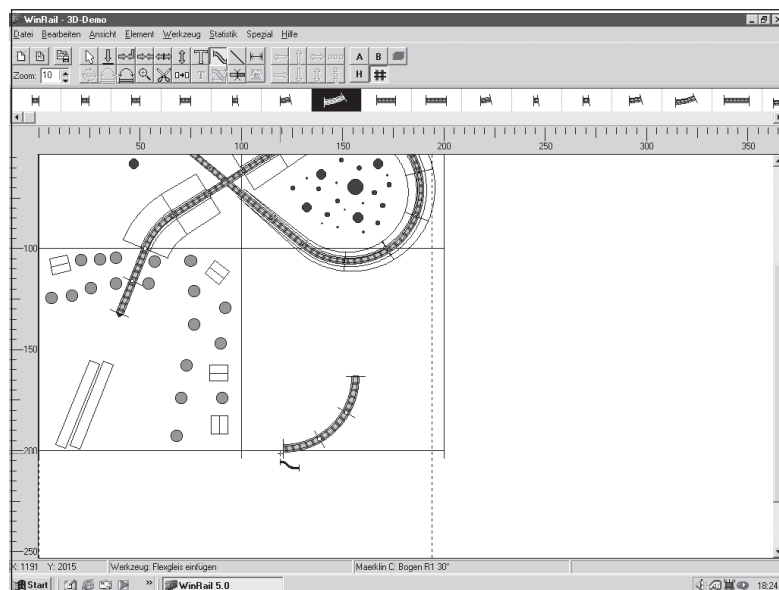 WinRail - 3D-Demo
Datei Bearbeiten Ansicht Element Werkzeug Statistik Spezial Hilfe
T A B
Zoom: 10 T H
50 100 150 200 250 300 350
100
150
200
250
X: 1191 Y: 2015 Werkzeug: Flexgleis einfügen Maerklin C: Bogen R1 30°
Start » WinRail 5.0 18:24